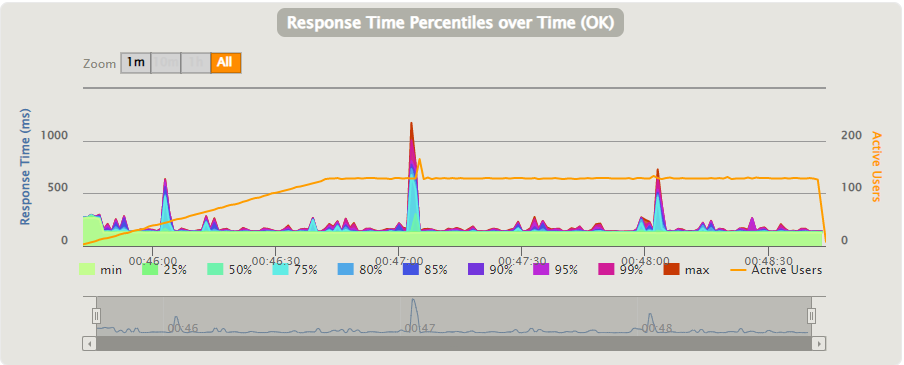 Response Time Percentiles over Time (OK)
Zoom 1m 10m 1h All
Response Time (ms)
1000
500
0
200
100
0
Active Users
00:46:00 00:46:30 00:47:00 00:47:30 00:48:00 00:48:30
min 25% 50% 75% 80% 85% 90% 95% 99% max Active Users
00:46 00:47 00:48